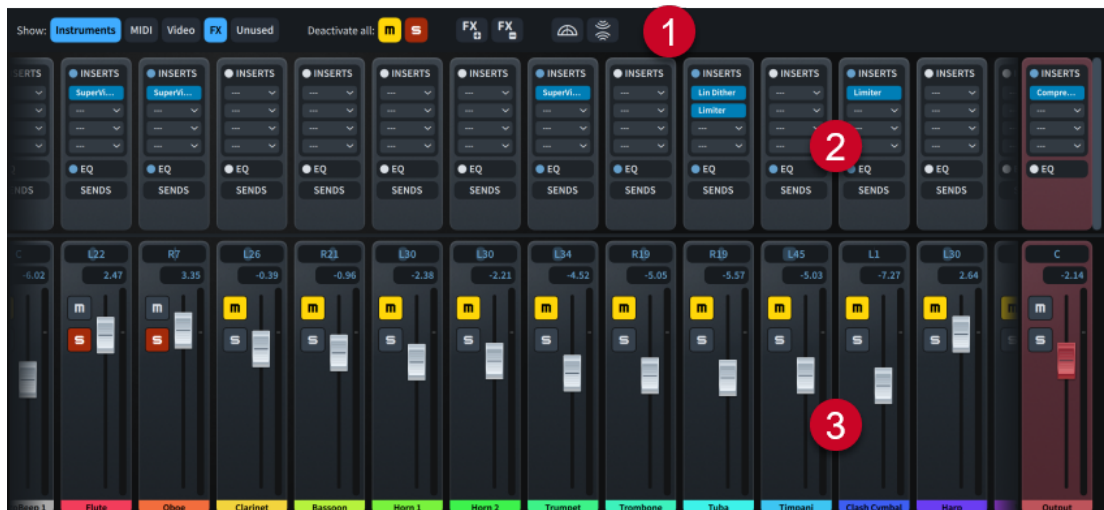 Show: Instruments MIDI Video FX Unused Deactivate all: m s FX FX 1
SERTS INSERTS INSERTS INSERTS INSERTS INSERTS INSERTS INSERTS INSERTS INSERTS INSERTS INSERTS INSERTS INSERTS
SuperVi... SuperVi... --- --- --- --- SuperVi... --- Lin Dither --- Limiter --- Compre...
--- --- --- --- --- --- --- --- Limiter --- --- --- ---
--- --- --- --- --- --- --- --- --- --- --- --- ---
--- --- --- --- --- --- --- --- --- --- --- ---
2
EQ EQ EQ EQ EQ EQ EQ EQ EQ EQ EQ EQ EQ
NDS SENDS SENDS SENDS SENDS SENDS SENDS SENDS SENDS SENDS SENDS SENDS SENDS
C L22 R7 L26 R21 L30 L30 L34 R19 R19 L45 L1 L30 C
-6.02 2.47 3.35 -0.39 -0.96 -2.38 -2.21 -4.52 -5.05 -5.57 -5.03 -7.27 2.64 -2.14
m m m m m m m m m m m m m m
s s s s s s s s s s s s s s
3
Flute Oboe Clarinet Bassoon Horn 1 Horn 2 Trumpet Trombone Tuba Timpani Clash Cymbal Harp Output